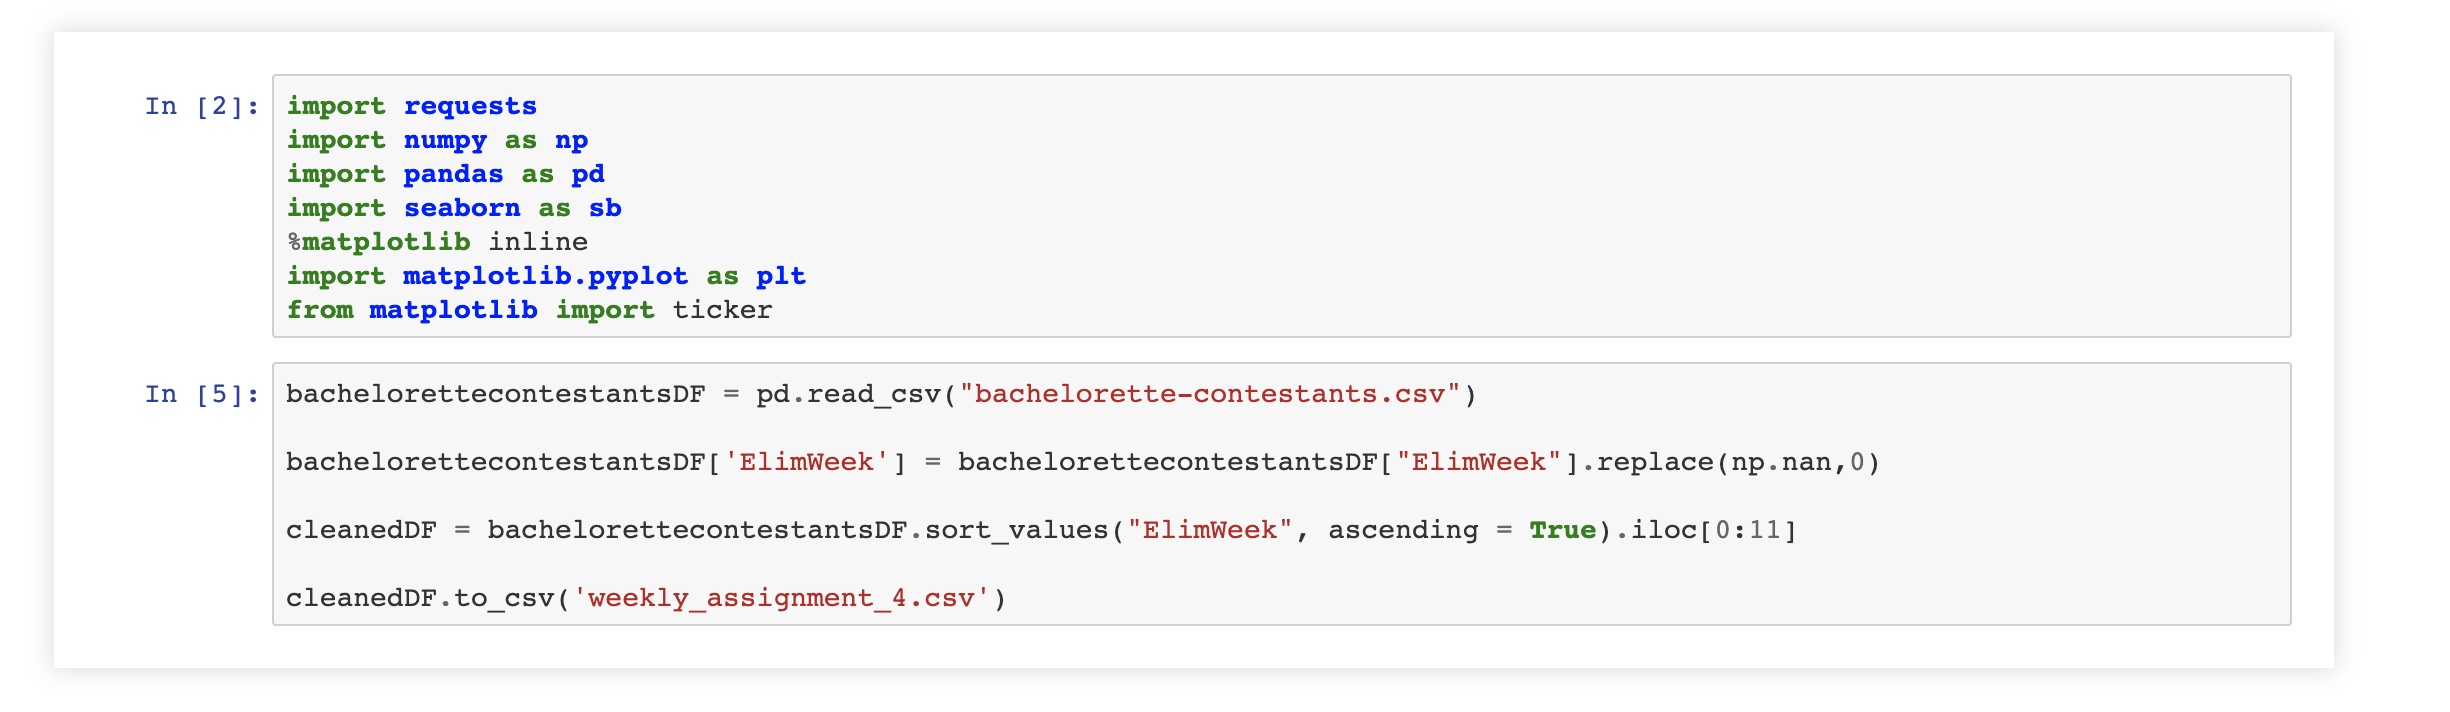 In [2]:
import requests
import numpy as np
import pandas as pd
import seaborn as sb
%matplotlib inline
import matplotlib.pyplot as plt
from matplotlib import ticker
In [5]:
bachelorettecontestantsDF = pd.read_csv("bachelorette-contestants.csv")
bachelorettecontestantsDF['ElimWeek'] = bachelorettecontestantsDF["ElimWeek"].replace(np.nan,0)
cleanedDF = bachelorettecontestantsDF.sort_values("ElimWeek", ascending = True).iloc[0:11]
cleanedDF.to_csv('weekly_assignment_4.csv')